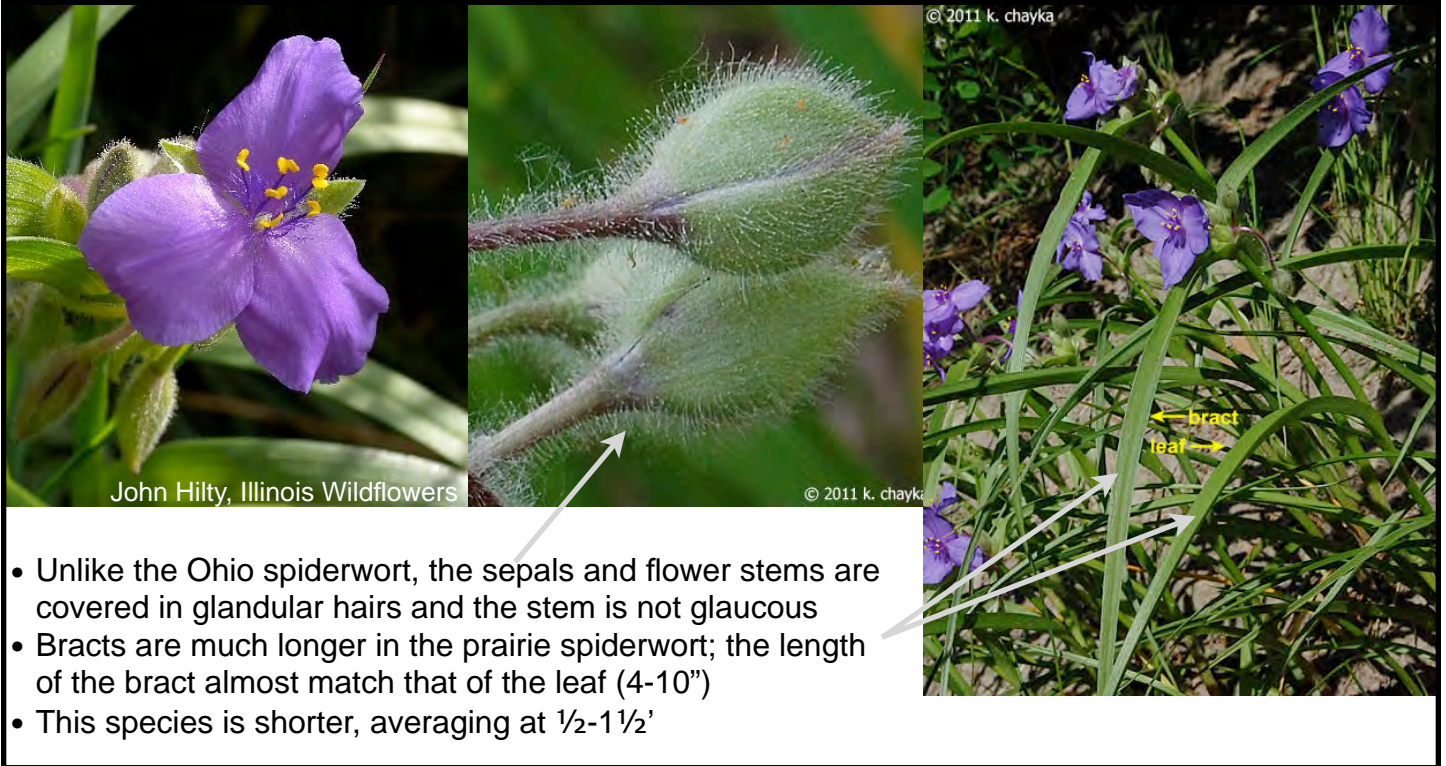 © 2011 k. chayka
John Hilty, Illinois Wildflowers
© 2011 k. chayka
bract
leaf
• Unlike the Ohio spiderwort, the sepals and flower stems are
covered in glandular hairs and the stem is not glaucous
• Bracts are much longer in the prairie spiderwort; the length
of the bract almost match that of the leaf (4-10”)
• This species is shorter, averaging at ½-1½’